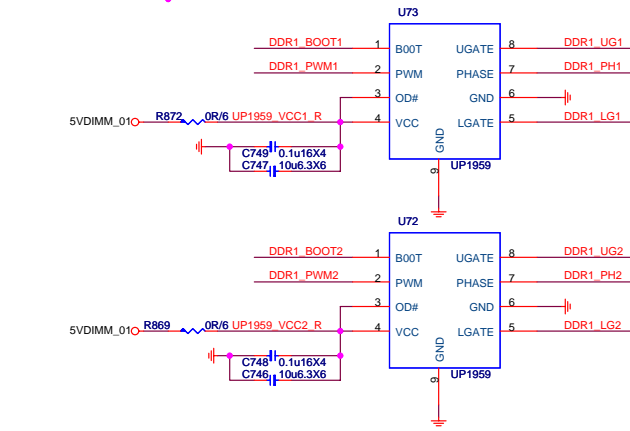 U73
DDR1_BOOT1 1 B00T UGATE 8 DDR1_UG1
DDR1_PWM1 2 PWM PHASE 7 DDR1_PH1
3 OD# GND 6
5VDIMM_01 R872 0R/6 UP1959_VCC1_R 4 VCC LGATE 5 DDR1_LG1
GND
C749 0.1u16X4
C747 10u6.3X6
9 UP1959
U72
DDR1_BOOT2 1 B00T UGATE 8 DDR1_UG2
DDR1_PWM2 2 PWM PHASE 7 DDR1_PH2
3 OD# GND 6
5VDIMM_01 R869 0R/6 UP1959_VCC2_R 4 VCC LGATE 5 DDR1_LG2
GND
C748 0.1u16X4
C746 10u6.3X6
9 UP1959